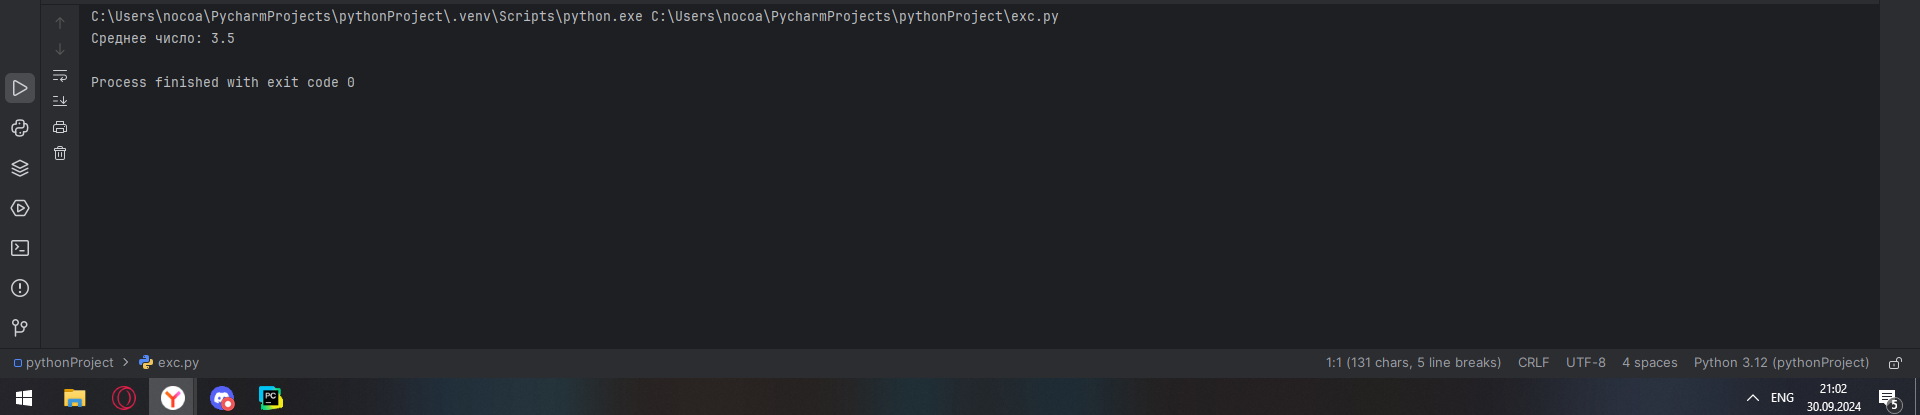 C:\Users\nocoa\PycharmProjects\pythonProject\.venv\Scripts\python.exe C:\Users\nocoa\PycharmProjects\pythonProject\exc.py
Среднее число: 3.5
Process finished with exit code 0
pythonProject > exc.py 1:1 (131 chars, 5 line breaks) CRLF UTF-8 4 spaces Python 3.12 (pythonProject)
PC ENG 21:02
30.09.2024 5